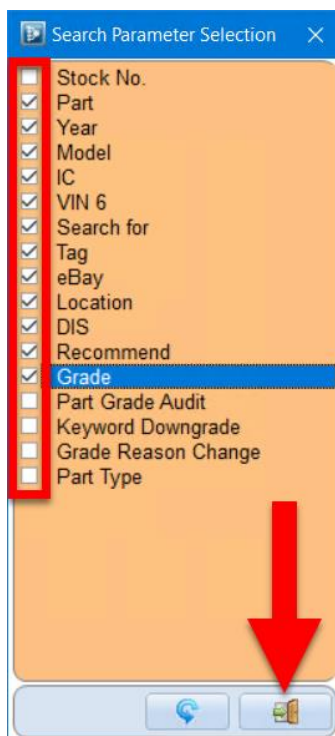 Search Parameter Selection
Stock No.
Part
Year
Model
IC
VIN 6
Search for
Tag
eBay
Location
DIS
Recommend
Grade
Part Grade Audit
Keyword Downgrade
Grade Reason Change
Part Type